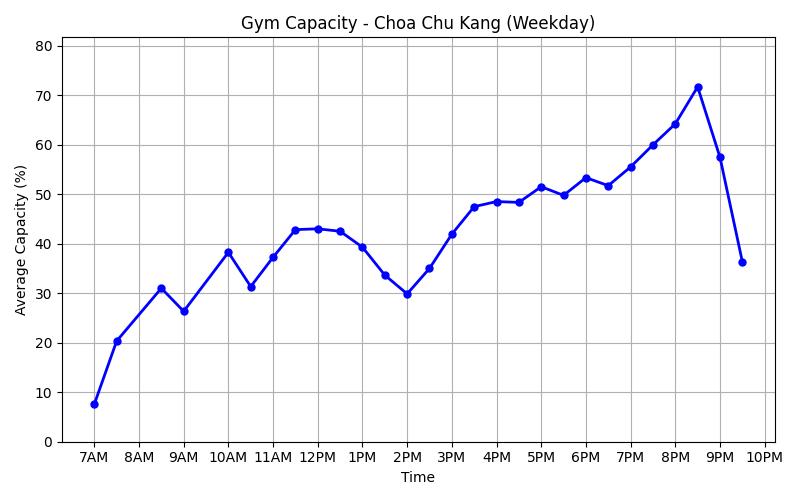 Gym Capacity - Choa Chu Kang (Weekday)
Average Capacity (%)
80
70
60
50
40
30
20
10
0
7AM 8AM 9AM 10AM 11AM 12PM 1PM 2PM 3PM 4PM 5PM 6PM 7PM 8PM 9PM 10PM
Time